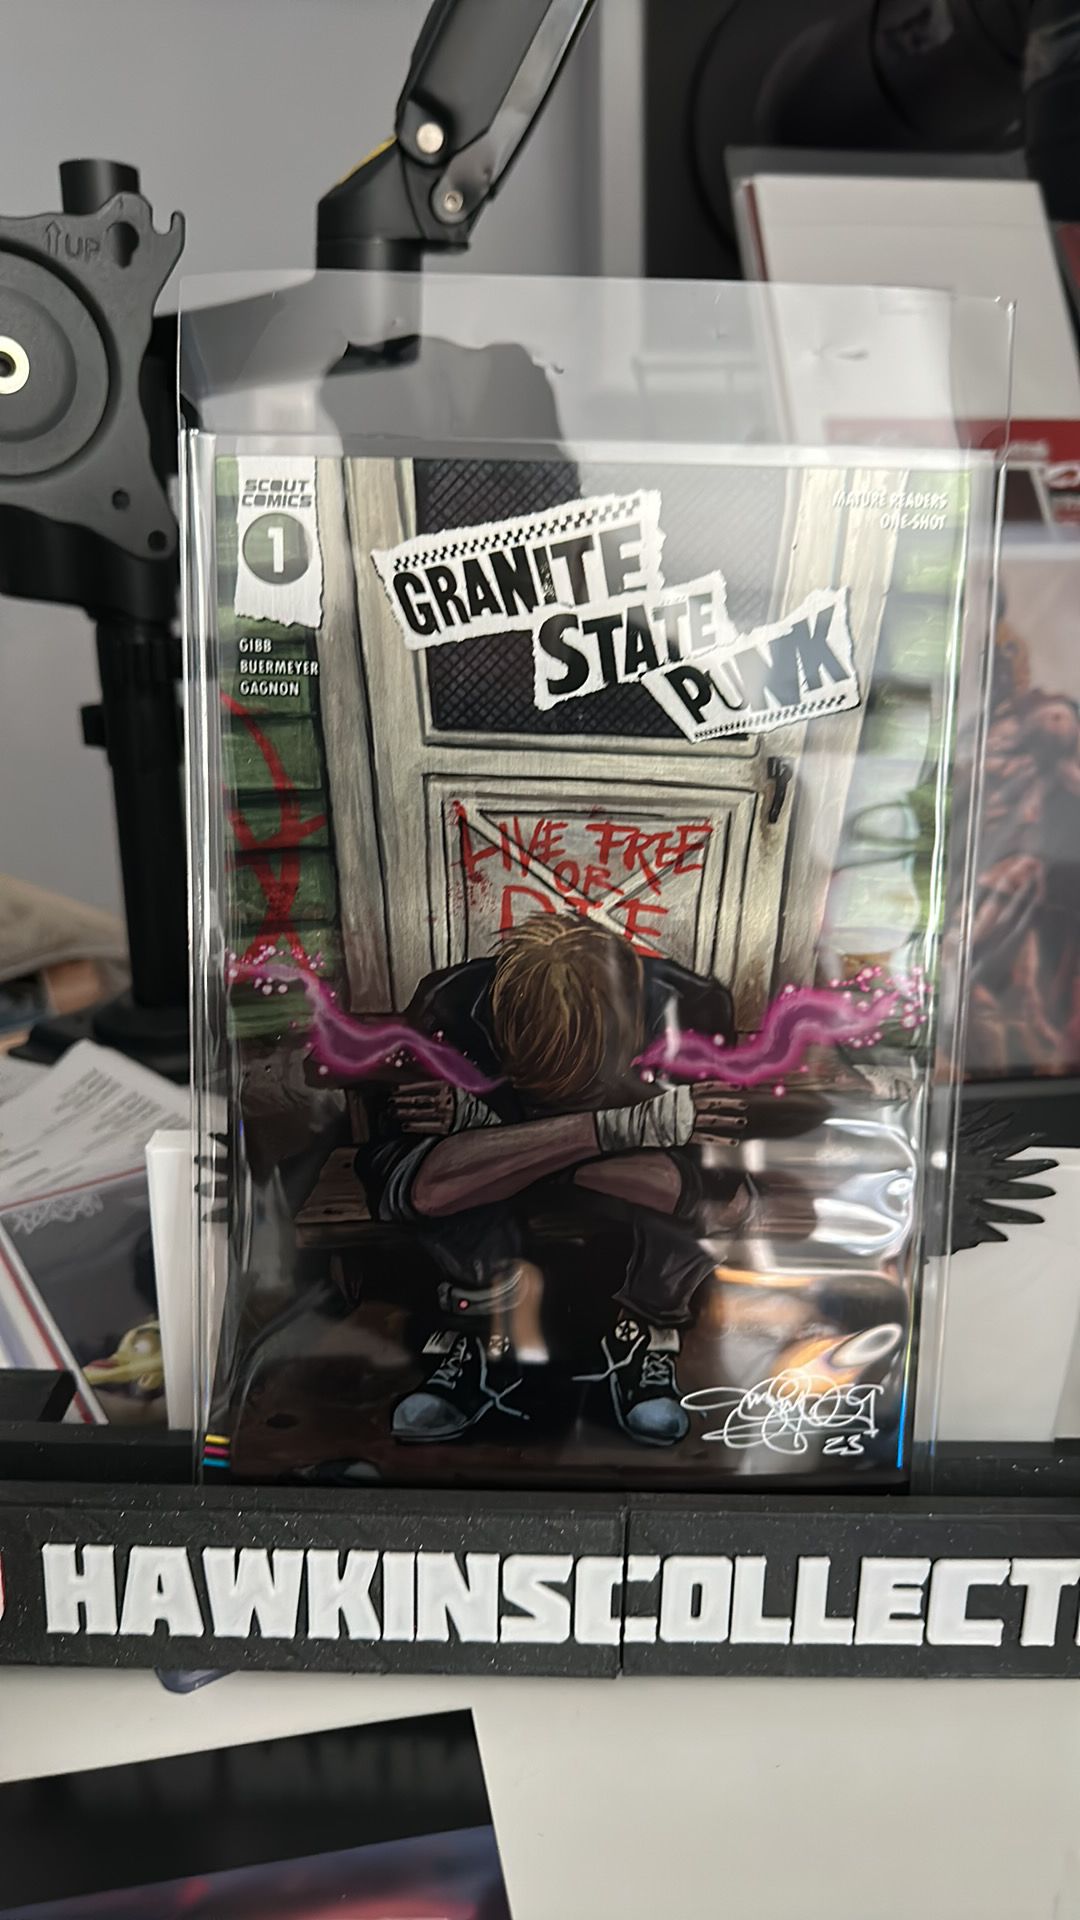 UP
SCOUT
COMICS
1
GIBB
BUERMEYER
GAGNON
MATURE READERS
ONE-SHOT
GRANITE
STATE
PUNK
LIVE FREE
OR
DIE
23
HAWKINSCOLLECT